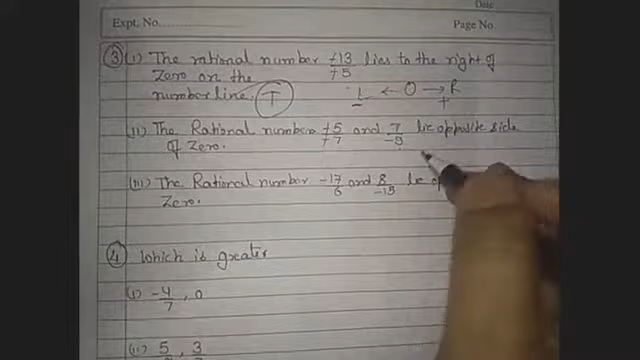 Expt. No.
Date
Page No.
③ (i) The rational number +13/+5 lies to the right of
Zero on the
number line. T
L ← O → R
− +
(ii) The Rational number +5/+7 and 7/−9 lie opposite side
of Zero.
(iii) The Rational number −17/6 and 8/−15 lie
Zero.
④ Which is greater
(i) −4/7, 0
(ii) 5 , 3